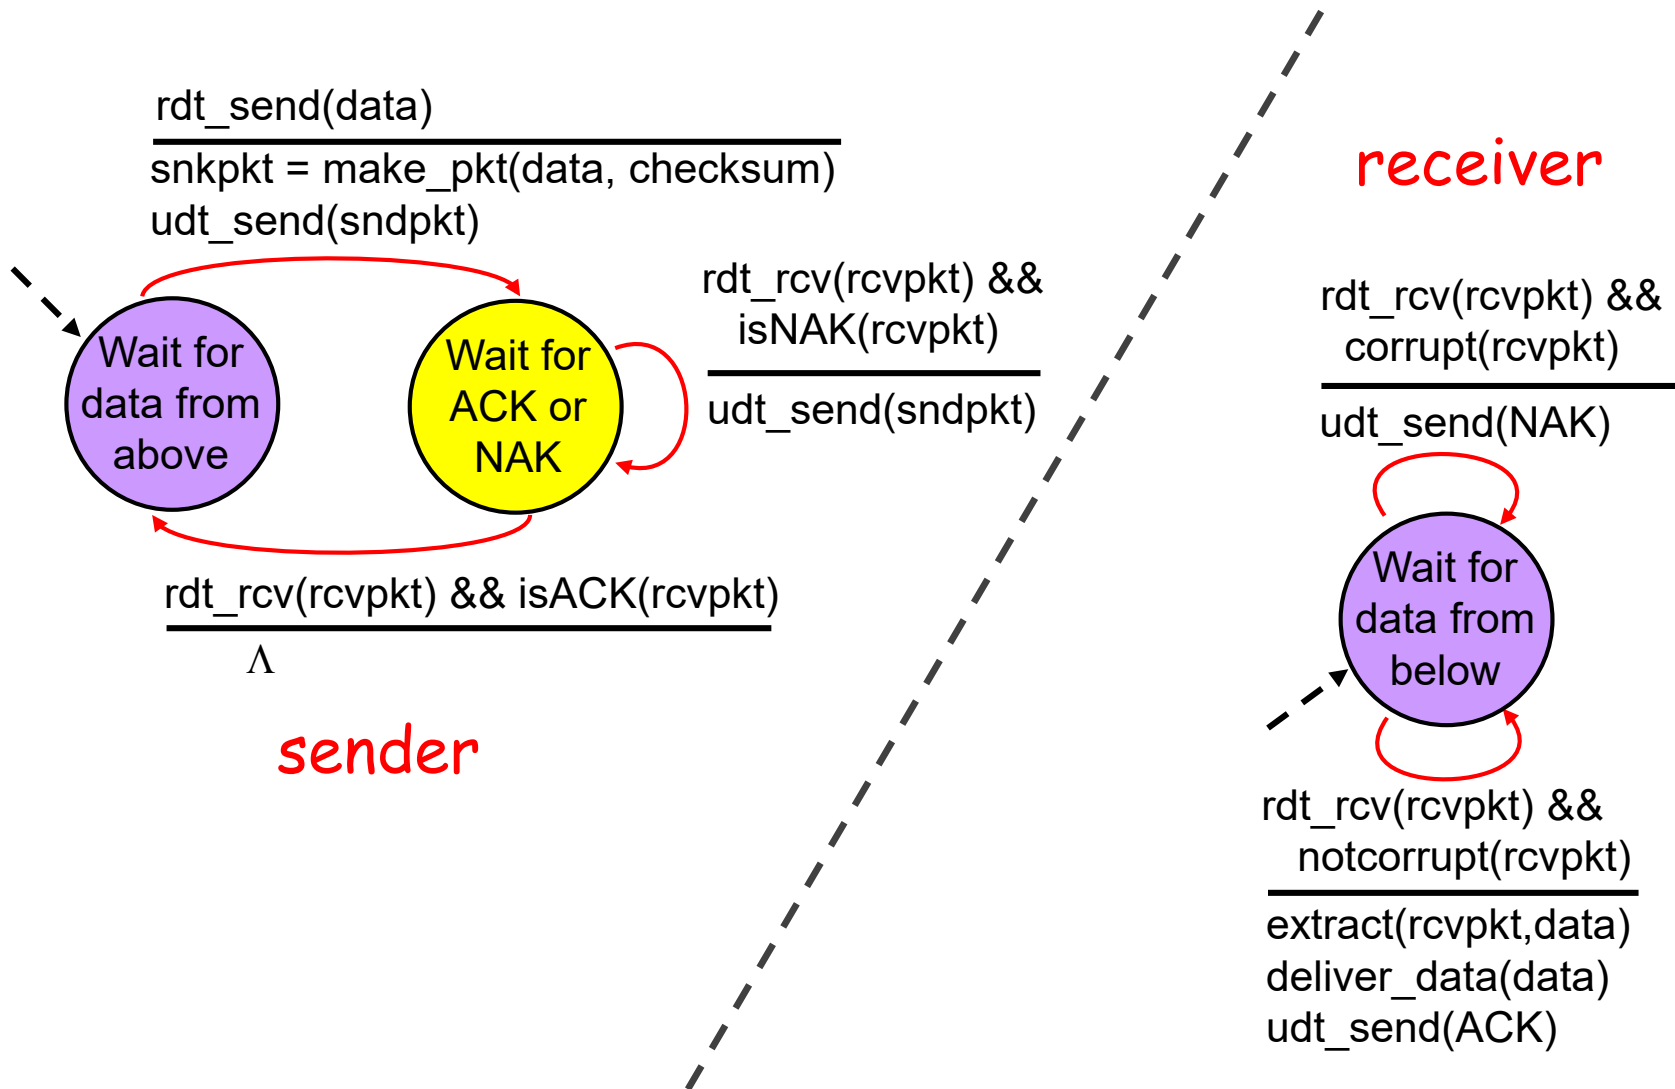 rdt_send(data)
snkpkt = make_pkt(data, checksum)
udt_send(sndpkt)
Wait for
data from
above
Wait for
ACK or
NAK
rdt_rcv(rcvpkt) &&
isNAK(rcvpkt)
udt_send(sndpkt)
rdt_rcv(rcvpkt) && isACK(rcvpkt)
Λ
sender
receiver
rdt_rcv(rcvpkt) &&
corrupt(rcvpkt)
udt_send(NAK)
Wait for
data from
below
rdt_rcv(rcvpkt) &&
notcorrupt(rcvpkt)
extract(rcvpkt,data)
deliver_data(data)
udt_send(ACK)